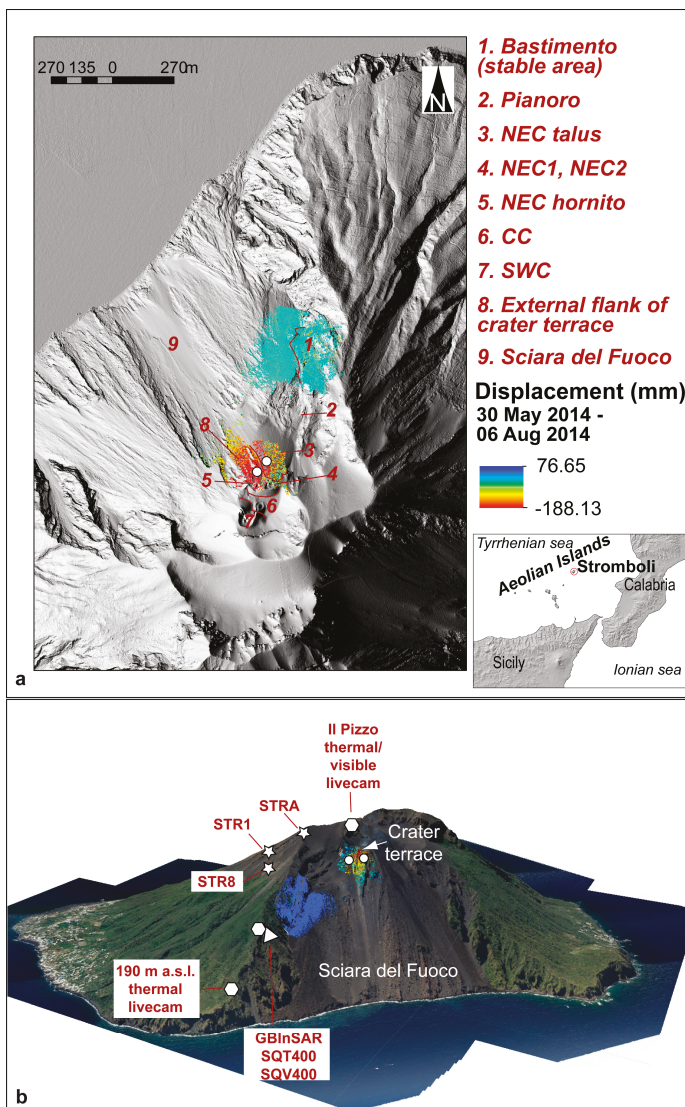 270 135 0 270m
N
1
2
3
4
5
6
7
8
9
a
1. Bastimento
(stable area)
2. Pianoro
3. NEC talus
4. NEC1, NEC2
5. NEC hornito
6. CC
7. SWC
8. External flank of
crater terrace
9. Sciara del Fuoco
Displacement (mm)
30 May 2014 -
06 Aug 2014
76.65
-188.13
Tyrrhenian sea
Aeolian Islands
Stromboli
Calabria
Sicily
Ionian sea
Il Pizzo
thermal/
visible
livecam
STRA
STR1
STR8
Crater
terrace
Sciara del Fuoco
190 m a.s.l.
thermal
livecam
GBInSAR
SQT400
SQV400
b